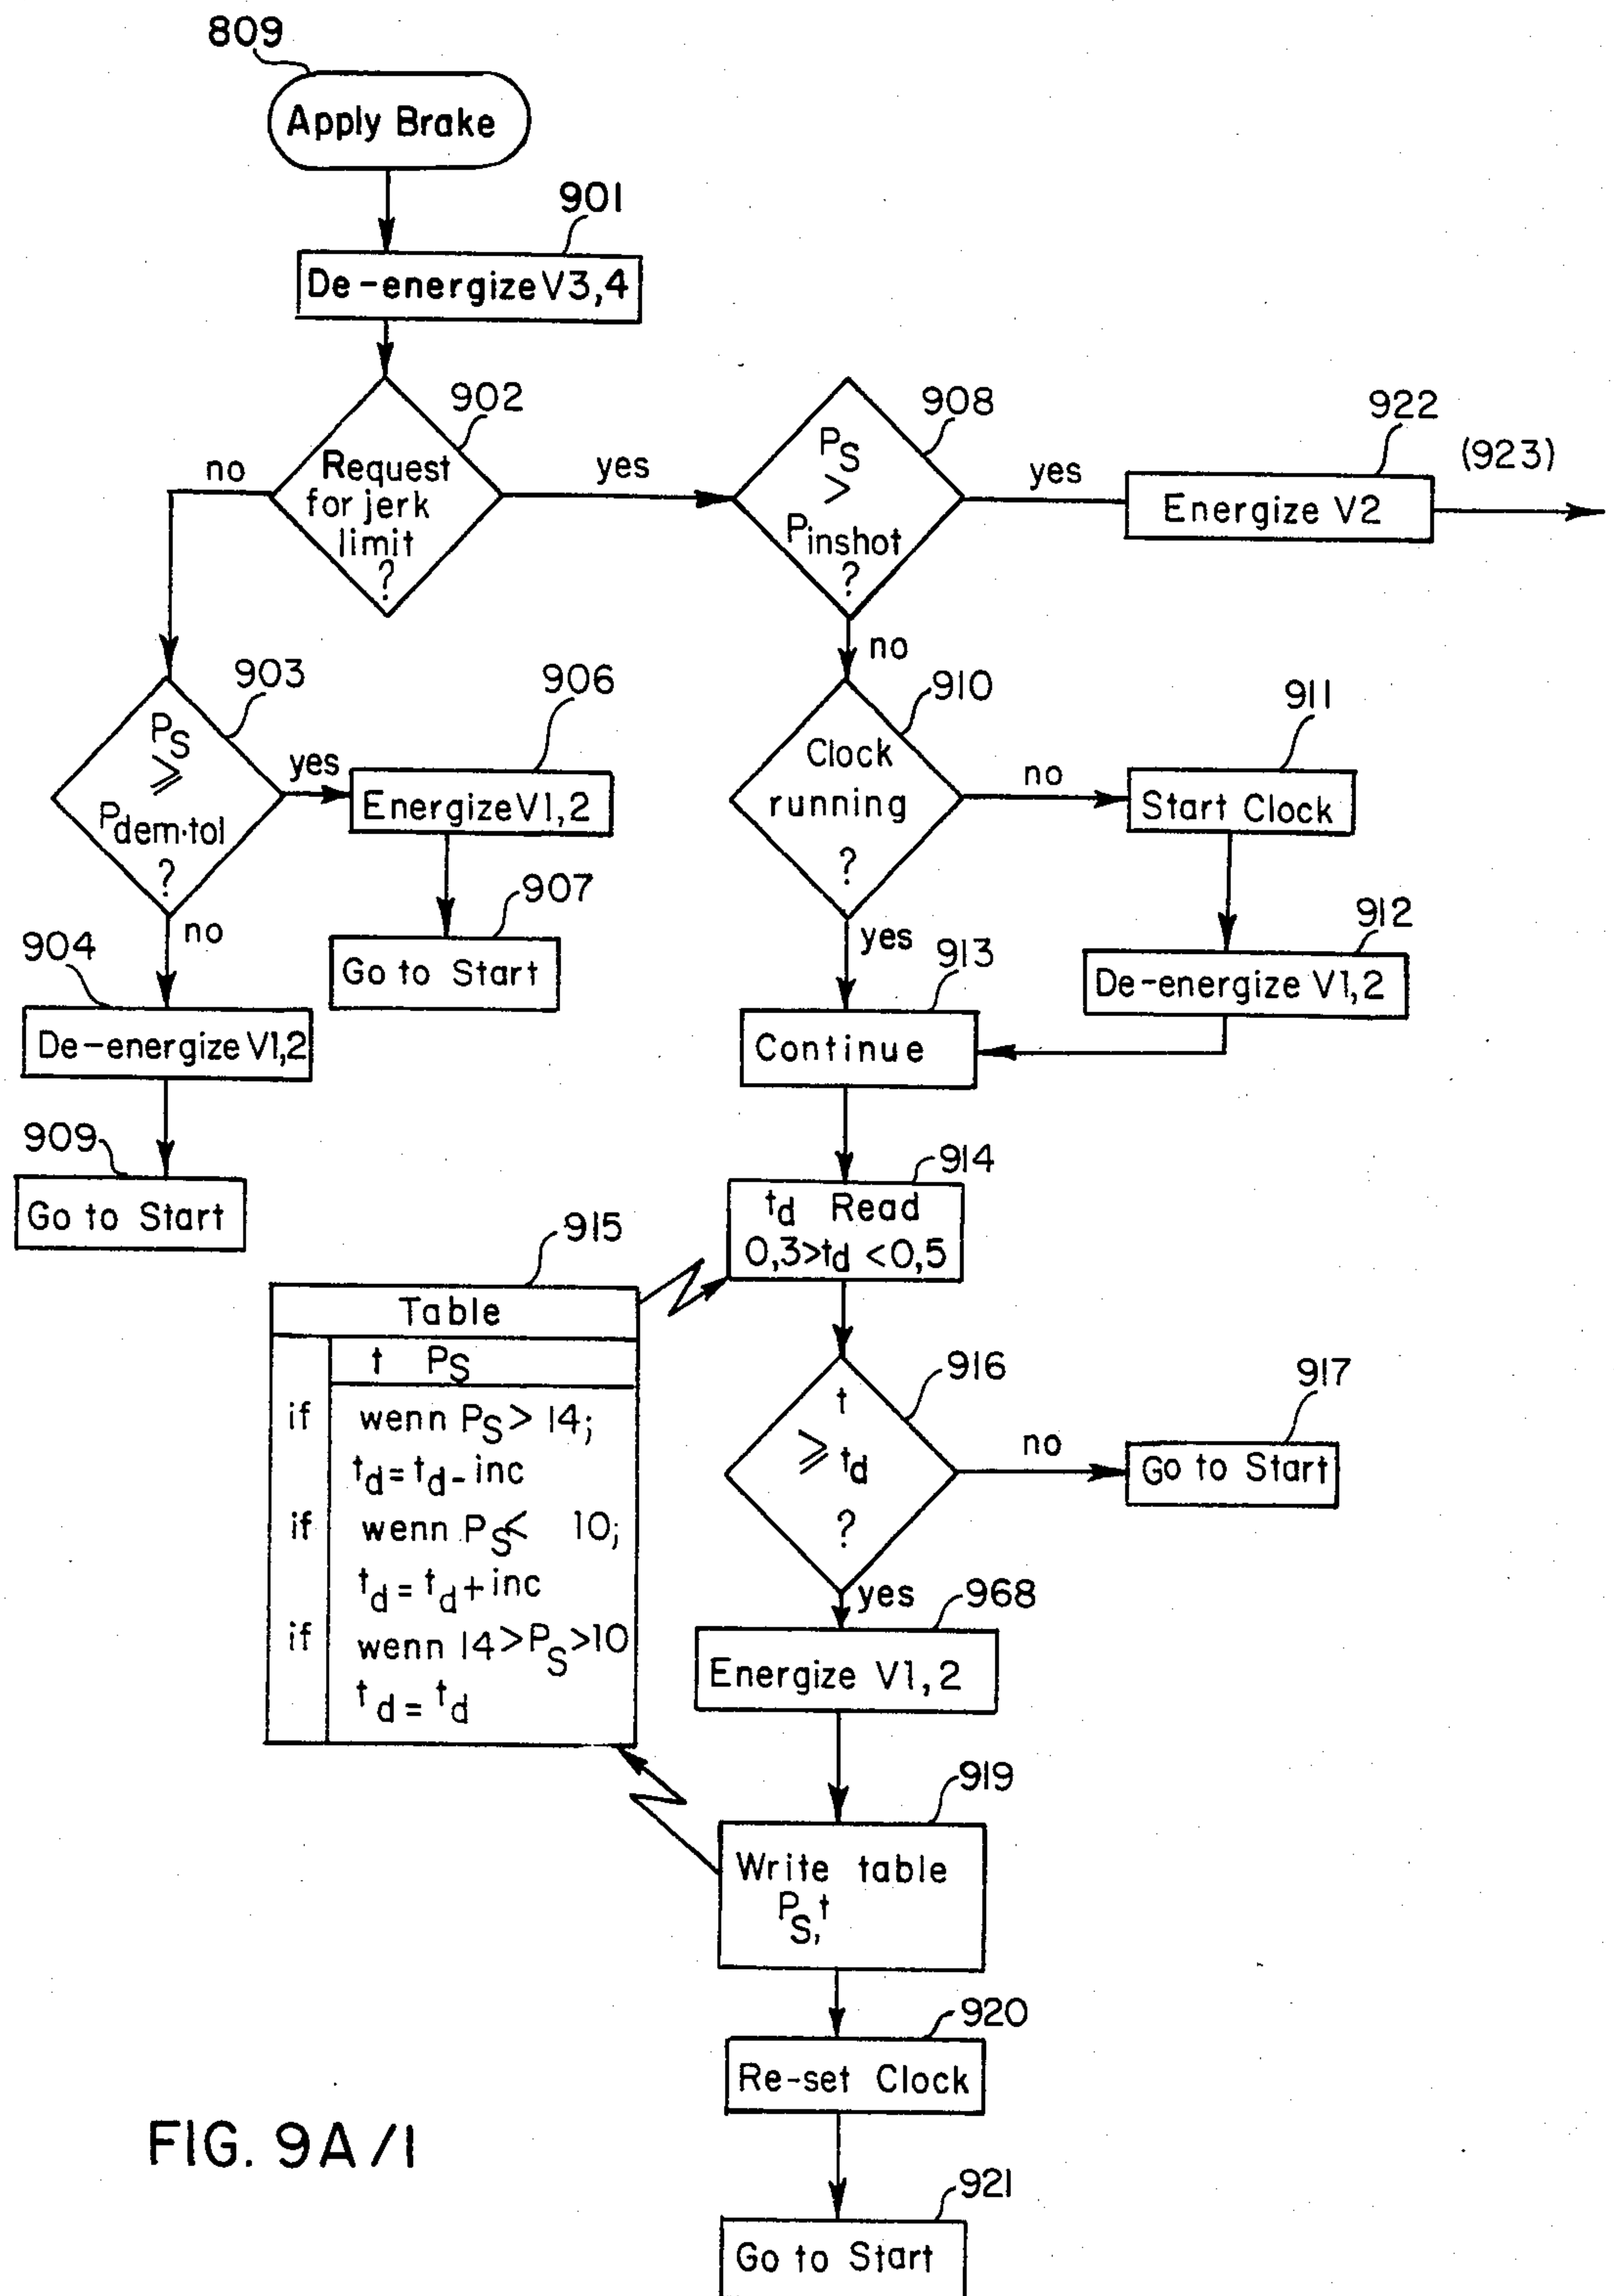 809
Apply Brake
901
De-energize V3,4
902
Request
for jerk
limit
?
no
yes
908
PS
>
Pinshot
?
yes
922
Energize V2
(923)
no
903
PS
≥
Pdem·tol
?
yes
906
Energize V1,2
907
Go to Start
no
904
De-energize V1,2
909
Go to Start
910
Clock
running
?
no
911
Start Clock
912
De-energize V1,2
yes
913
Continue
914
td Read
0,3>td <0,5
915
Table
t PS
if wenn PS > 14;
td = td - inc
if wenn PS < 10;
td = td + inc
if wenn 14>PS>10
td = td
916
t
≥ td
?
no
917
Go to Start
yes
968
Energize V1,2
919
Write table
PS, t
920
Re-set Clock
921
Go to Start
FIG. 9A/1